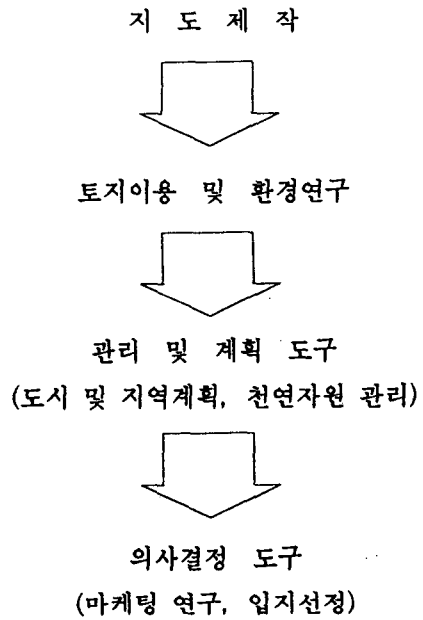 지 도 제 작
토지이용 및 환경연구
관리 및 계획 도구
(도시 및 지역계획, 천연자원 관리)
의사결정 도구
(마케팅 연구, 입지선정)